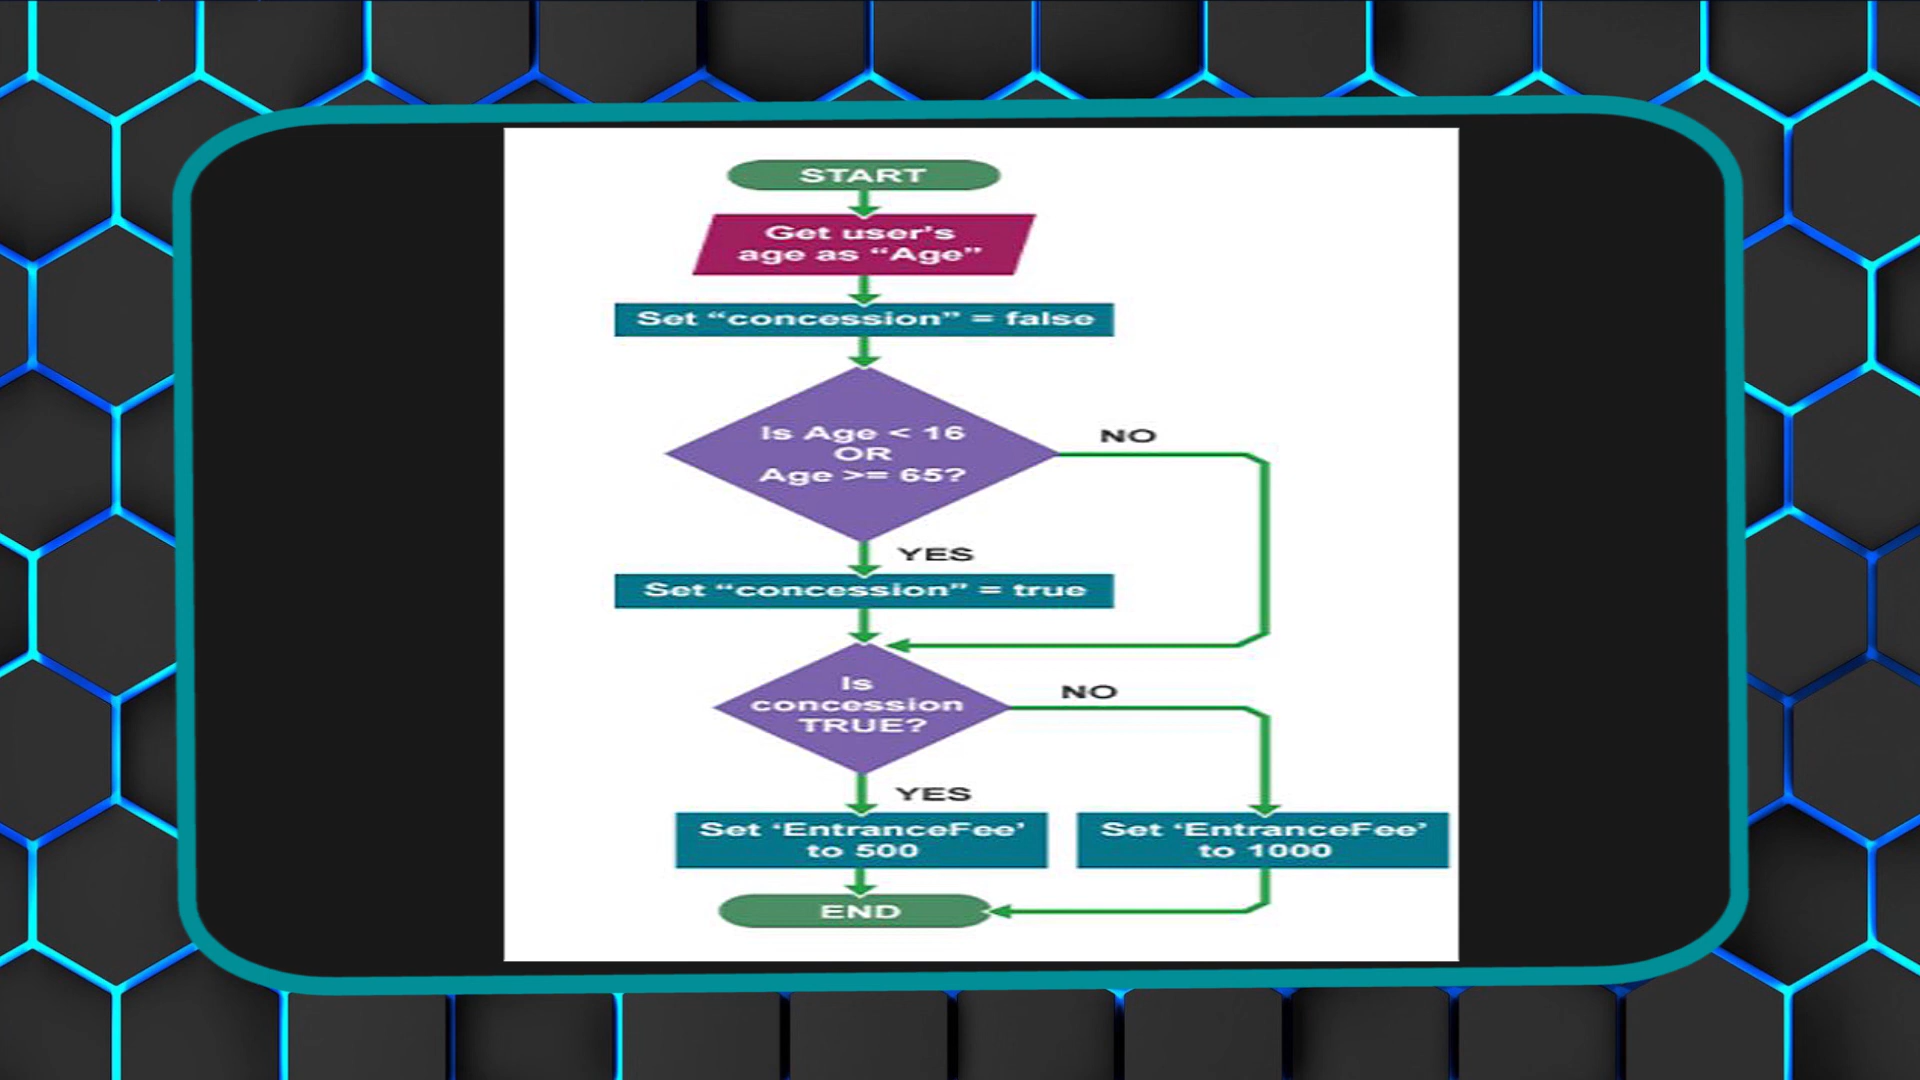 START
Get user's
age as “Age”
Set “concession” = false
Is Age < 16
OR
Age >= 65?
NO
YES
Set “concession” = true
Is
concession
TRUE?
NO
YES
Set ‘EntranceFee’
to 500
Set ‘EntranceFee’
to 1000
END